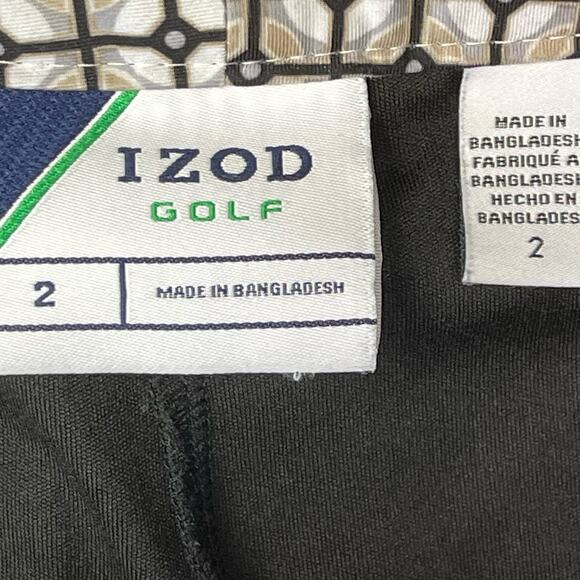 IZOD
GOLF
2
MADE IN BANGLADESH
MADE IN
BANGLADESH
FABRIQUÉ A
BANGLADESH
HECHO EN
BANGLADES
2